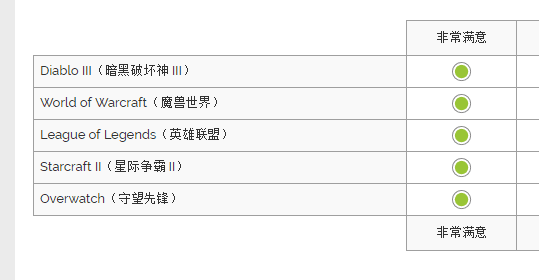 非常满意
Diablo III（暗黑破坏神 III）
World of Warcraft（魔兽世界）
League of Legends（英雄联盟）
Starcraft II（星际争霸 II）
Overwatch（守望先锋）
非常满意